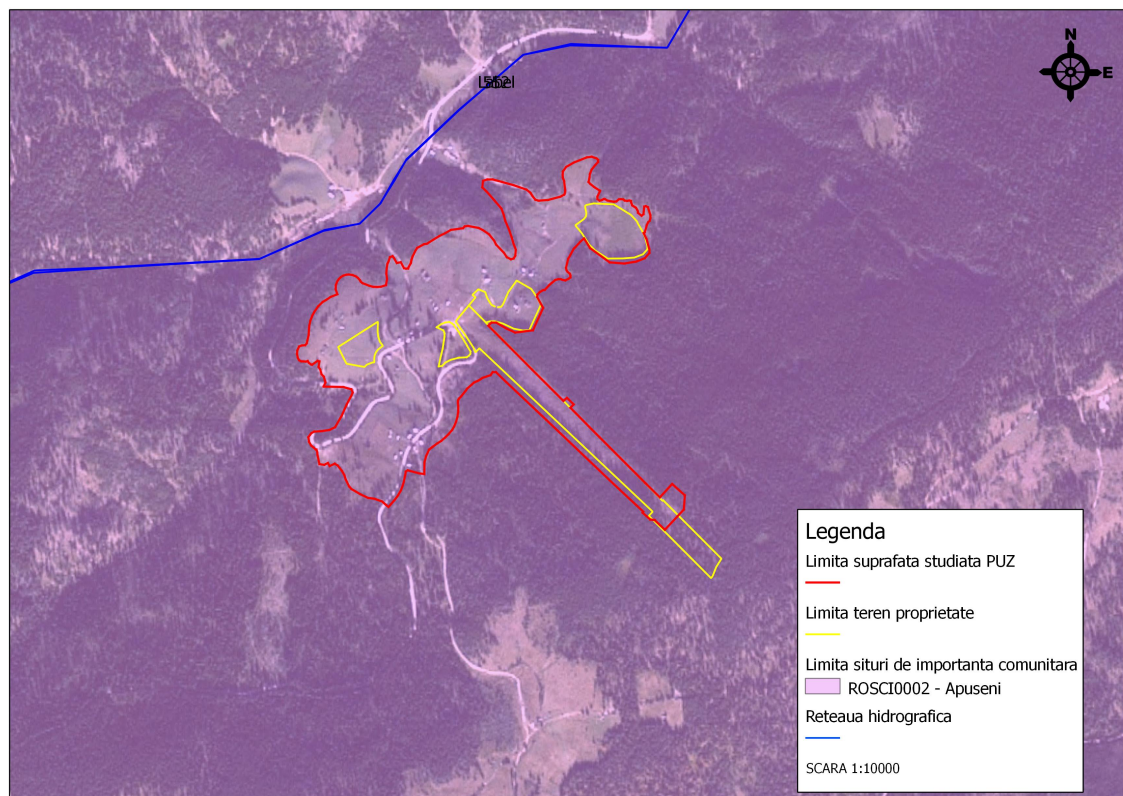 N
E
Legenda
Limita suprafata studiata PUZ
Limita teren proprietate
Limita situri de importanta comunitara
ROSCI0002 - Apuseni
Reteaua hidrografica
SCARA 1:10000